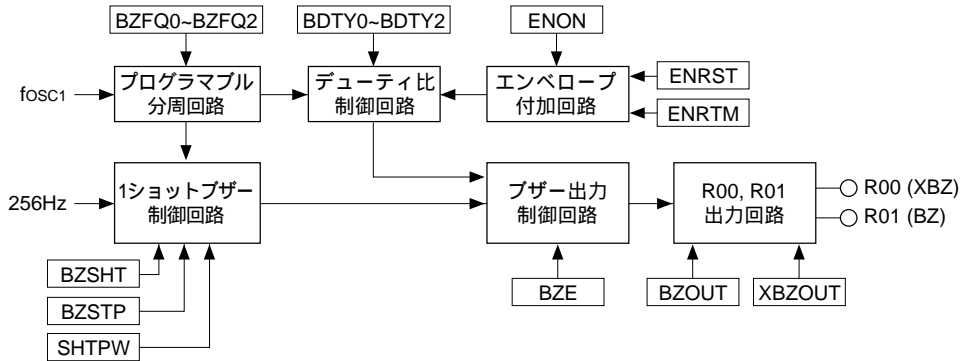 BZFQ0~BZFQ2
BDTY0~BDTY2
ENON
fOSC1
プログラマブル
分周回路
デューティ比
制御回路
エンベロープ
付加回路
ENRST
ENRTM
256Hz
1ショットブザー
制御回路
ブザー出力
制御回路
R00, R01
出力回路
R00 (XBZ)
R01 (BZ)
BZSHT
BZSTP
SHTPW
BZE
BZOUT
XBZOUT